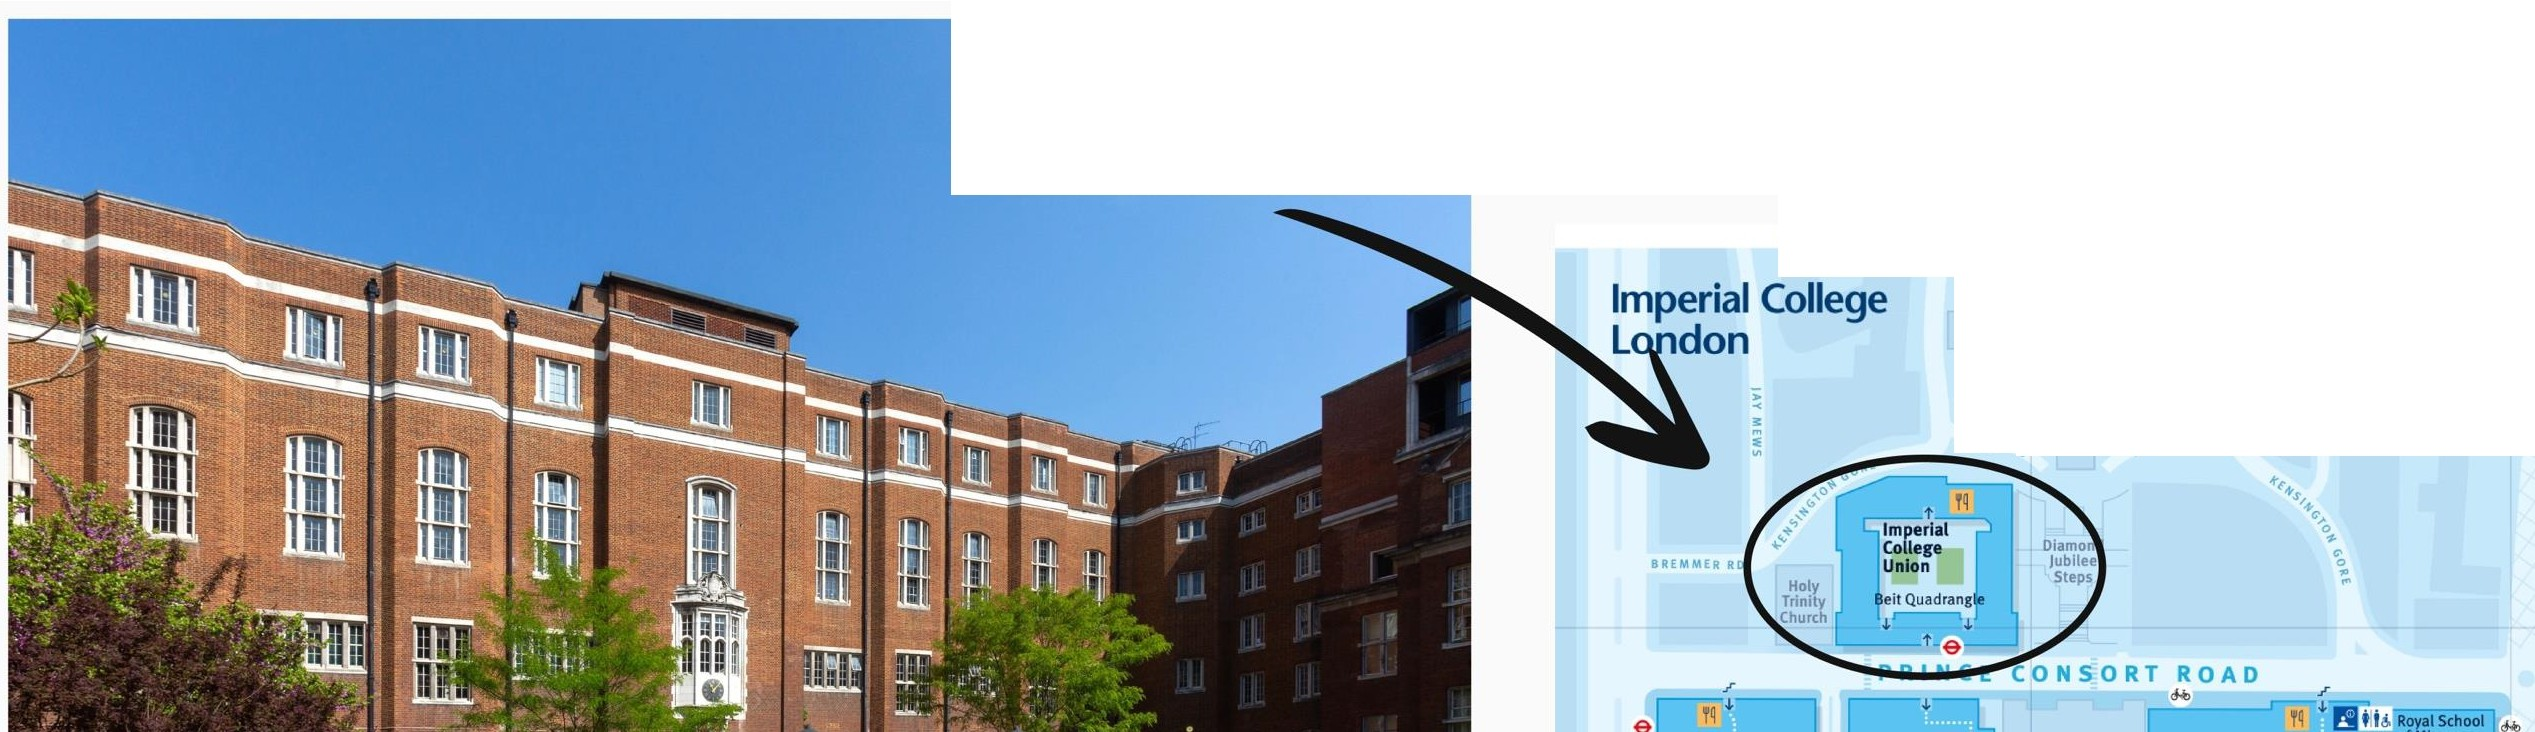 Imperial College
London
JAY MEWS
KENSINGTON GORE
KENSINGTON GORE
Imperial
College
Union
Diamon
Jubilee
Steps
BREMMER RD
Holy
Trinity
Church
Beit Quadrangle
PRINCE CONSORT ROAD
Royal School